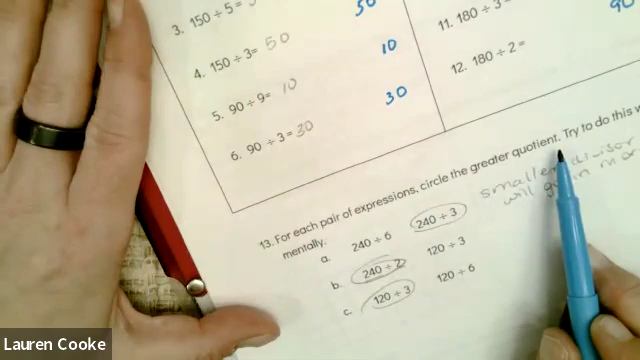 3. 150 ÷ 5 =
50
4. 150 ÷ 3 = 50
10
5. 90 ÷ 9 = 10
30
6. 90 ÷ 3 = 30
11. 180 ÷ 3
90
12. 180 ÷ 2 =
13. For each pair of expressions, circle the greater quotient. Try to do this
mentally.
smaller divisor
will go in
a. 240 ÷ 6 240 ÷ 3
b. 240 ÷ 2 120 ÷ 3
c. 120 ÷ 3 120 ÷ 6
Lauren Cooke